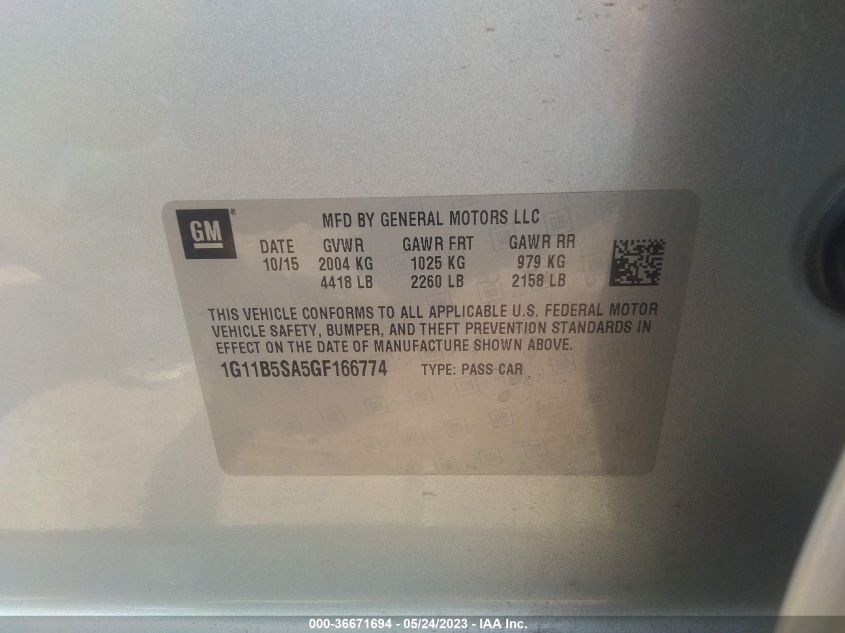 GM®
MFD BY GENERAL MOTORS LLC
DATE GVWR GAWR FRT GAWR RR
10/15 2004 KG 1025 KG 979 KG
4418 LB 2260 LB 2158 LB
THIS VEHICLE CONFORMS TO ALL APPLICABLE U.S. FEDERAL MOTOR
VEHICLE SAFETY, BUMPER, AND THEFT PREVENTION STANDARDS IN
EFFECT ON THE DATE OF MANUFACTURE SHOWN ABOVE.
1G11B5SA5GF166774 TYPE: PASS CAR
000-36671694 - 05/24/2023 - IAA Inc.